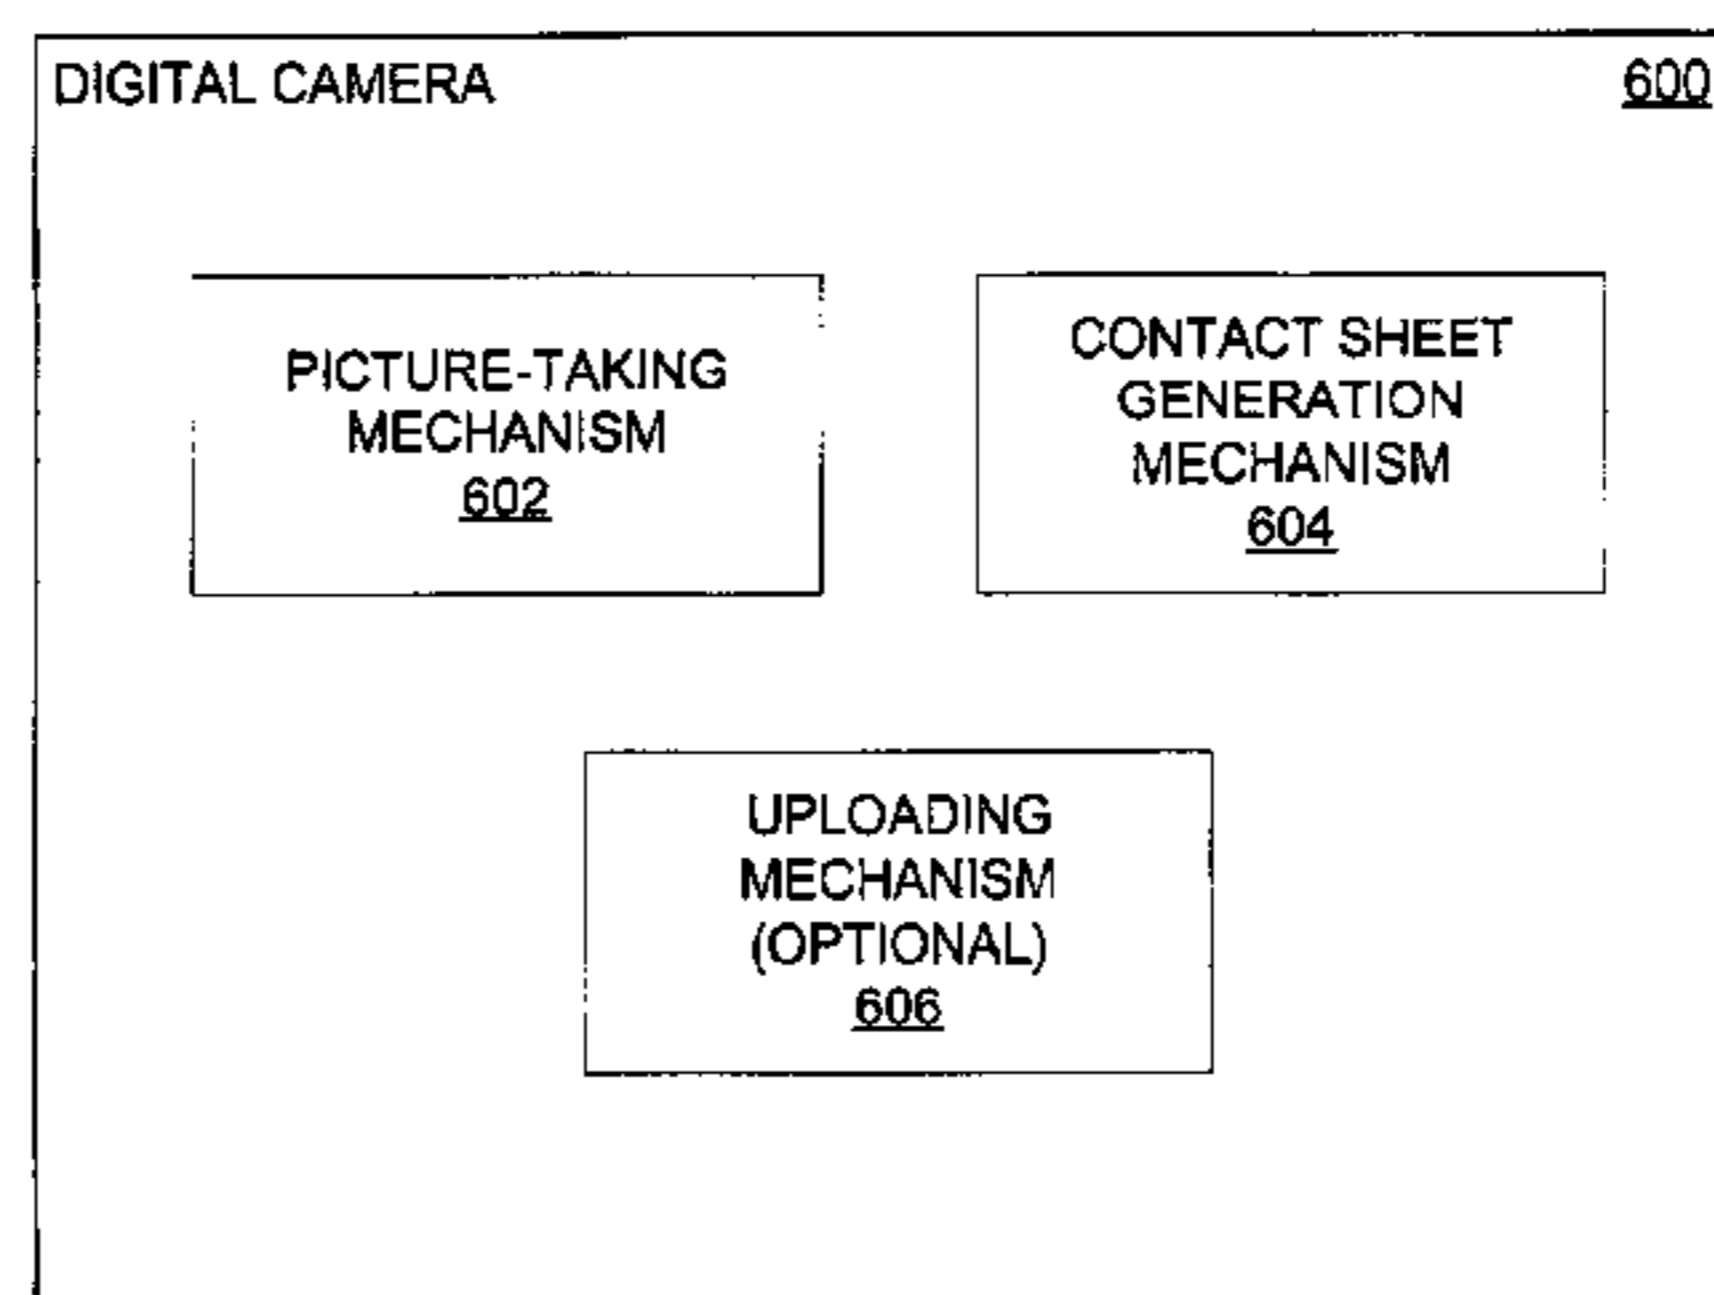 DIGITAL CAMERA 600
PICTURE-TAKING
MECHANISM
602
CONTACT SHEET
GENERATION
MECHANISM
604
UPLOADING
MECHANISM
(OPTIONAL)
606